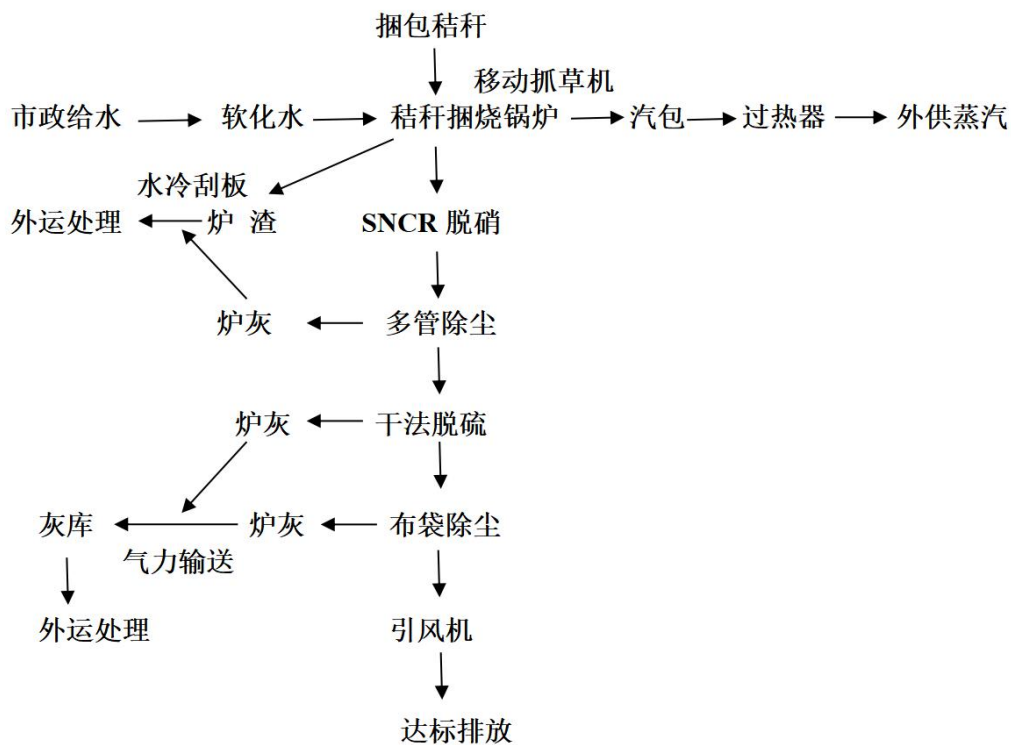 捆包秸秆
移动抓草机
市政给水 软化水 秸秆捆烧锅炉 汽包 过热器 外供蒸汽
水冷刮板
外运处理 炉 渣 SNCR 脱硝
炉灰 多管除尘
炉灰 干法脱硫
灰库 炉灰 布袋除尘
气力输送
外运处理 引风机
达标排放